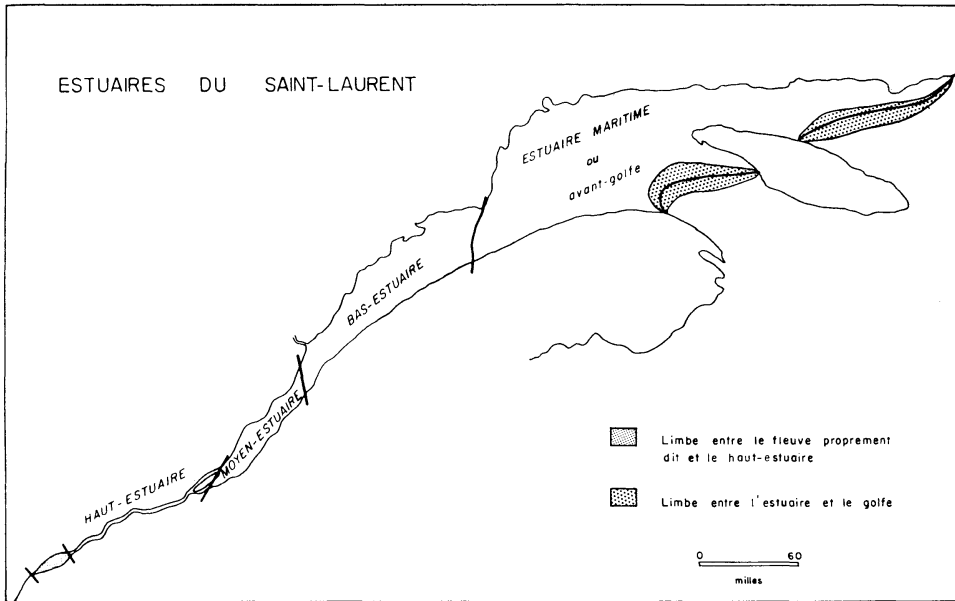 ESTUAIRES DU SAINT-LAURENT
ESTUAIRE MARITIME
ou
avant-golfe
BAS-ESTUAIRE
MOYEN-ESTUAIRE
HAUT-ESTUAIRE
Limbe entre le fleuve proprement
dit et le haut-estuaire
Limbe entre l'estuaire et le golfe
0 60
milles